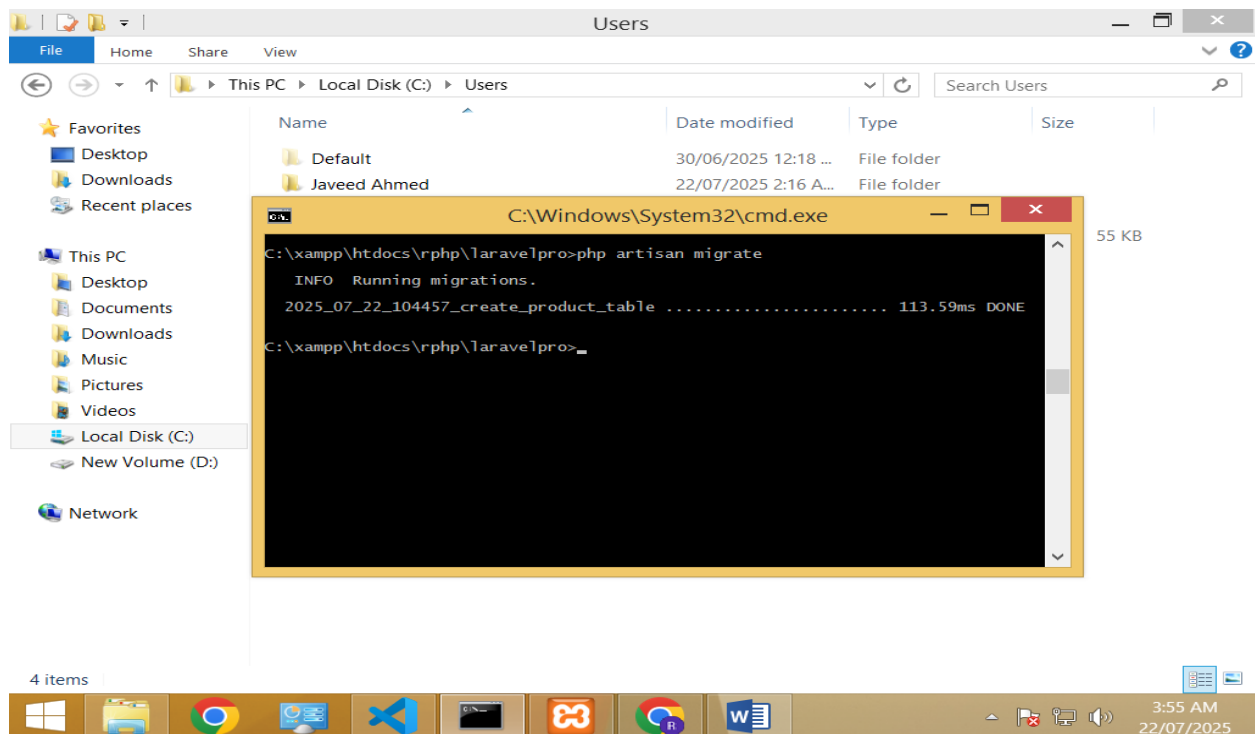 Users
File Home Share View
This PC Local Disk (C:) Users
Search Users
Name Date modified Type Size
Favorites
Desktop
Downloads
Recent places
This PC
Desktop
Documents
Downloads
Music
Pictures
Videos
Local Disk (C:)
New Volume (D:)
Network
Default 30/06/2025 12:18 ... File folder
Javeed Ahmed 22/07/2025 2:16 A... File folder
55 KB
C:\Windows\System32\cmd.exe
C:\xampp\htdocs\rphp\laravelpro>php artisan migrate
INFO Running migrations.
2025_07_22_104457_create_product_table ....................... 113.59ms DONE
C:\xampp\htdocs\rphp\laravelpro>_
4 items
3:55 AM
22/07/2025